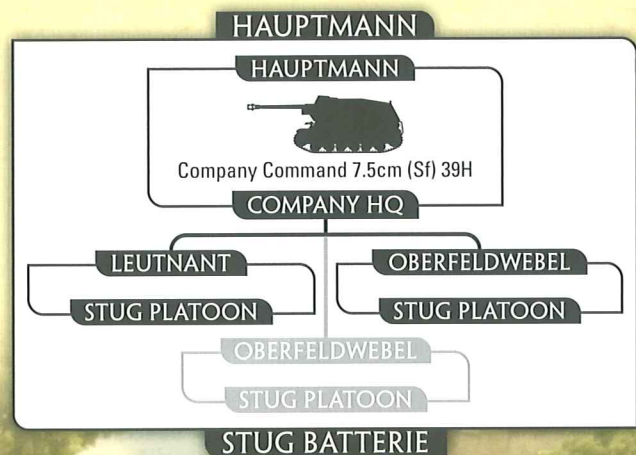 HAUPTMANN
HAUPTMANN
Company Command 7.5cm (Sf) 39H
COMPANY HQ
LEUTNANT
OBERFELDWEBEL
STUG PLATOON
STUG PLATOON
OBERFELDWEBEL
STUG PLATOON
STUG BATTERIE